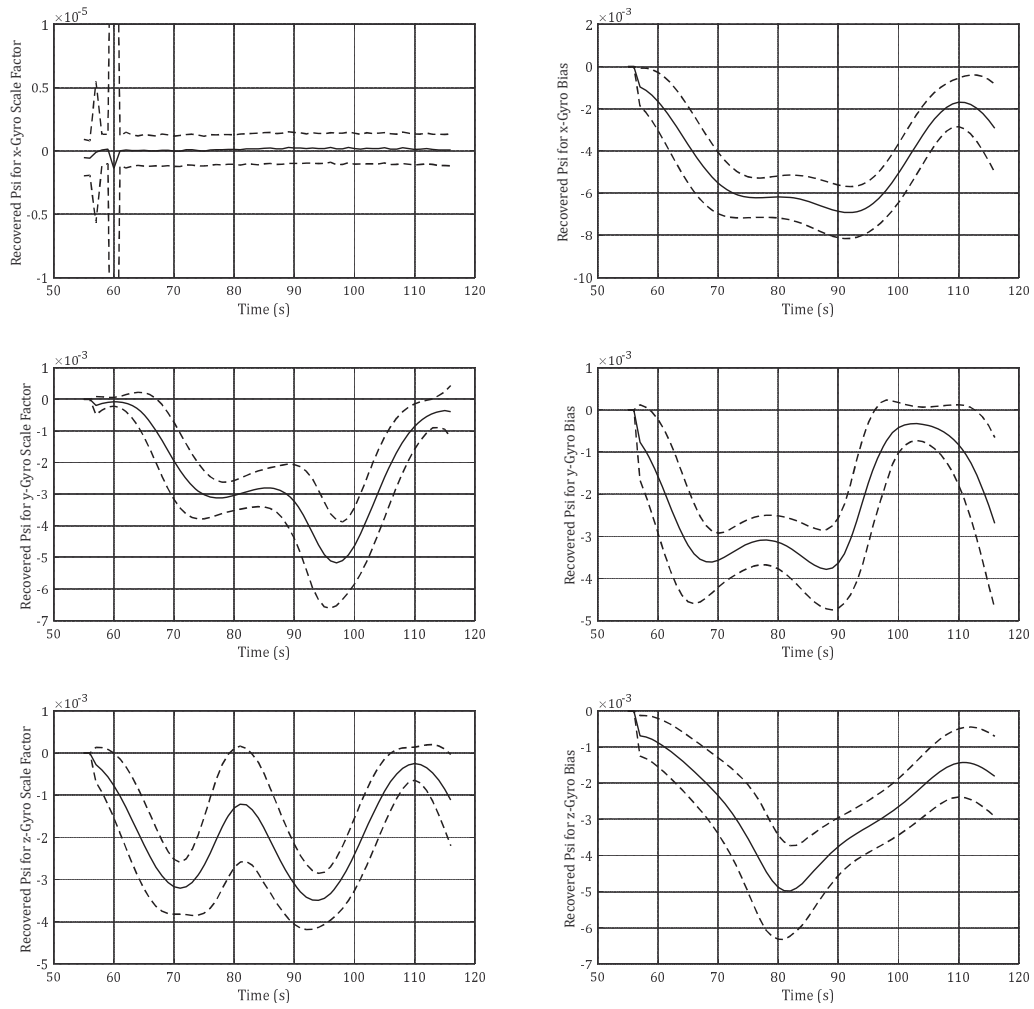 ×10-5
1
0.5
0
-0.5
-1
50 60 70 80 90 100 110 120
Time (s)
Recovered Psi for x-Gyro Scale Factor
×10-3
2
0
-2
-4
-6
-8
-10
50 60 70 80 90 100 110 120
Time (s)
Recovered Psi for x-Gyro Bias
×10-3
1
0
-1
-2
-3
-4
-5
-6
-7
50 60 70 80 90 100 110 120
Time (s)
Recovered Psi for y-Gyro Scale Factor
×10-3
1
0
-1
-2
-3
-4
-5
50 60 70 80 90 100 110 120
Time (s)
Recovered Psi for y-Gyro Bias
×10-3
1
0
-1
-2
-3
-4
-5
50 60 70 80 90 100 110 120
Time (s)
Recovered Psi for z-Gyro Scale Factor
×10-3
0
-1
-2
-3
-4
-5
-6
-7
50 60 70 80 90 100 110 120
Time (s)
Recovered Psi for z-Gyro Bias